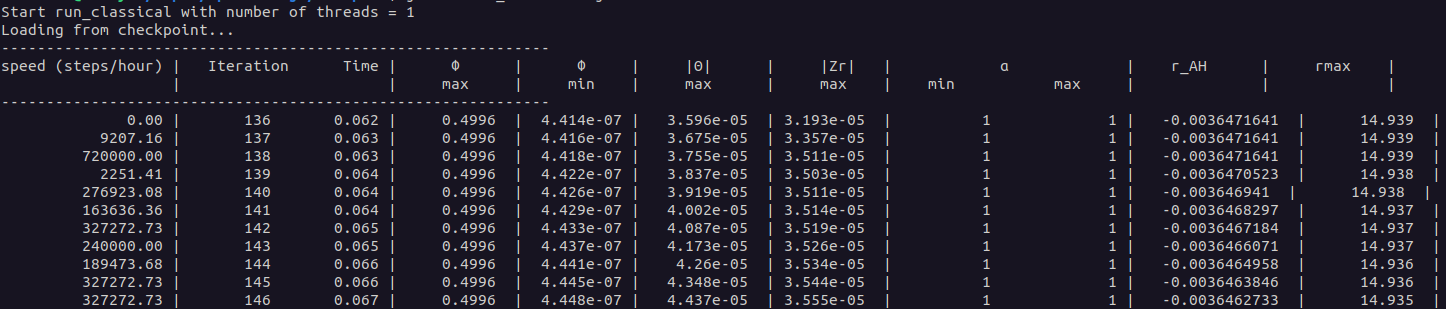 Start run_classical with number of threads = 1
Loading from checkpoint...
-------------------------------------------------------------
speed (steps/hour) |   Iteration      Time |      Φ      |      Φ     |     |Θ|      |     |Zr|   |            α             |    r_AH      |     rmax    |
                   |                       |     max     |     min    |     max      |     max    |    min           max     |              |             |
-------------------------------------------------------------
              0.00 |       136       0.062 |     0.4996  |  4.414e-07 |   3.596e-05  | 3.193e-05  |          1             1 |   -0.0036471641  |      14.939  |
           9207.16 |       137       0.063 |     0.4996  |  4.416e-07 |   3.675e-05  | 3.357e-05  |          1             1 |   -0.0036471641  |      14.939  |
         720000.00 |       138       0.063 |     0.4996  |  4.418e-07 |   3.755e-05  | 3.511e-05  |          1             1 |   -0.0036471641  |      14.939  |
           2251.41 |       139       0.064 |     0.4996  |  4.422e-07 |   3.837e-05  | 3.503e-05  |          1             1 |   -0.0036470523  |      14.938  |
         276923.08 |       140       0.064 |     0.4996  |  4.426e-07 |   3.919e-05  | 3.511e-05  |          1             1 |   -0.003646941  |      14.938  |
         163636.36 |       141       0.064 |     0.4996  |  4.429e-07 |   4.002e-05  | 3.514e-05  |          1             1 |   -0.0036468297  |      14.937  |
         327272.73 |       142       0.065 |     0.4996  |  4.433e-07 |   4.087e-05  | 3.519e-05  |          1             1 |   -0.0036467184  |      14.937  |
         240000.00 |       143       0.065 |     0.4996  |  4.437e-07 |   4.173e-05  | 3.526e-05  |          1             1 |   -0.0036466071  |      14.937  |
         189473.68 |       144       0.066 |     0.4996  |  4.441e-07 |    4.26e-05  | 3.534e-05  |          1             1 |   -0.0036464958  |      14.936  |
         327272.73 |       145       0.066 |     0.4996  |  4.445e-07 |   4.348e-05  | 3.544e-05  |          1             1 |   -0.0036463846  |      14.936  |
         327272.73 |       146       0.067 |     0.4996  |  4.448e-07 |   4.437e-05  | 3.555e-05  |          1             1 |   -0.0036462733  |      14.935  |